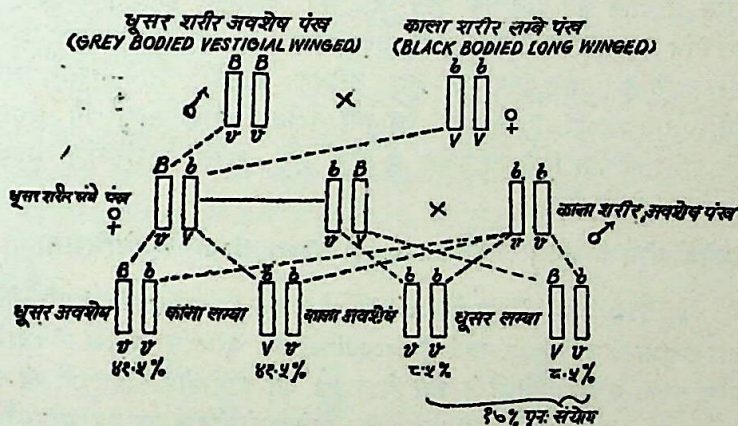 धूसर शरीर अवशेष पंख काला शरीर लम्बे पंख
(GREY BODIED VESTIGIAL WINGED) (BLACK BODIED LONG WINGED)
B B b b
♂ × ♀
v v V V
B b b B b b
धूसर शरीर लंबे पंख × काला शरीर, अवशेष पंख
♀ ♂
v V v V v v
B b b b b b B b
धूसर अवशेष काला लम्बा काला अवशेष धूसर लम्बा
v v V v v v V v
४१·५% ४१·५% ८·५% ८·५%
१७% पुनः संयोग